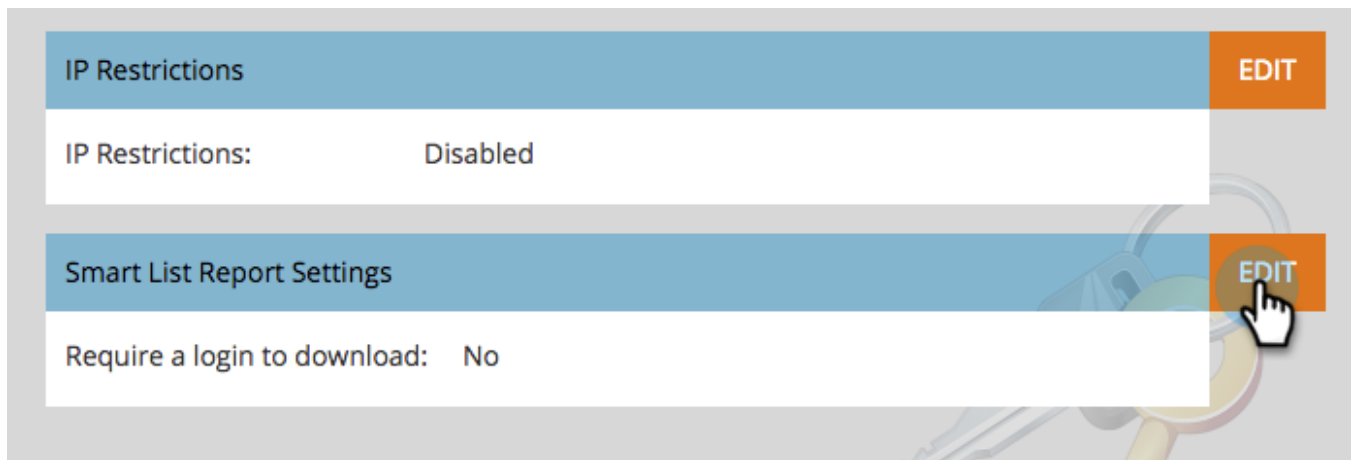 IP Restrictions EDIT
IP Restrictions: Disabled
Smart List Report Settings EDIT
Require a login to download: No